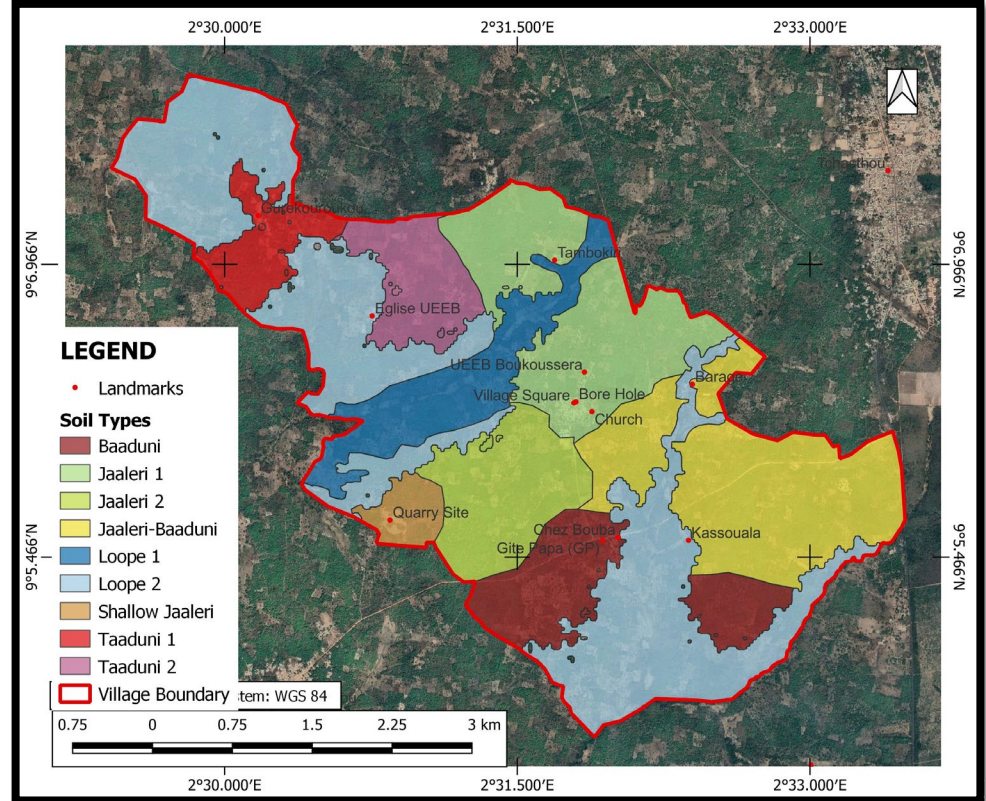 2°30.000′E 2°31.500′E 2°33.000′E
9°6.966′N
9°6.966′N
Tambokiri
Eglise UEEB
UEEB Boukoussera
Village Square
Bore Hole
Church
Quarry Site
Chez Bouba
Gite Papa (GP)
Kassouala
9°5.466′N
9°5.466′N
LEGEND
Landmarks
Soil Types
Baaduni
Jaaleri 1
Jaaleri 2
Jaaleri-Baaduni
Loope 1
Loope 2
Shallow Jaaleri
Taaduni 1
Taaduni 2
Village Boundary
tem: WGS 84
0.75 0 0.75 1.5 2.25 3 km
2°30.000′E 2°31.500′E 2°33.000′E